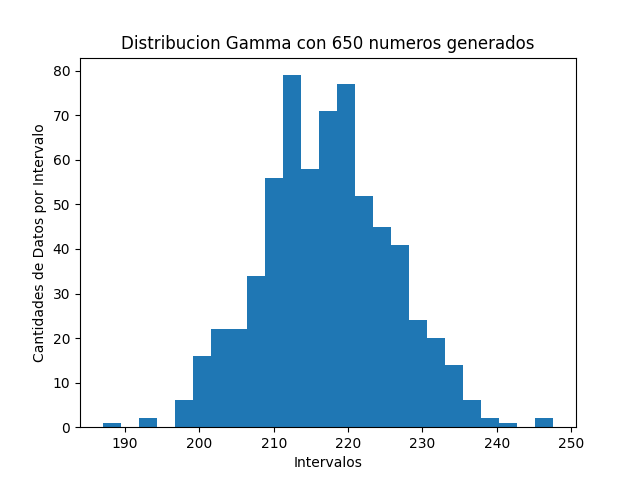 Distribucion Gamma con 650 numeros generados
Cantidades de Datos por Intervalo
80
70
60
50
40
30
20
10
0
190 200 210 220 230 240 250
Intervalos